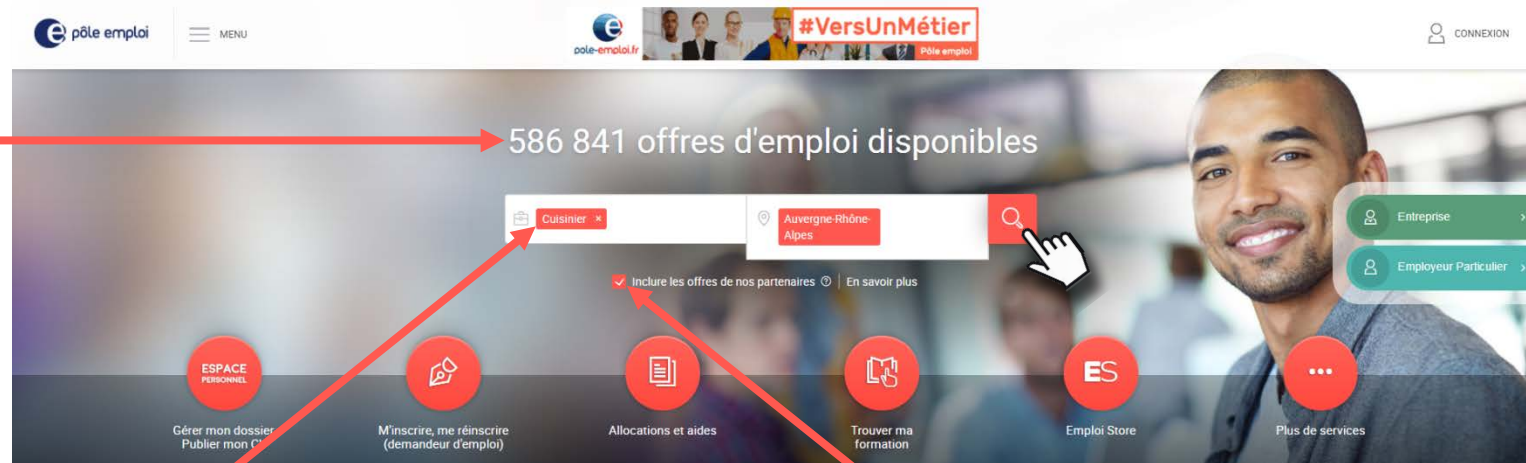 pôle emploi
MENU
pole-emploi.fr
#VersUnMétier
Pôle emploi
CONNEXION
586 841 offres d'emploi disponibles
Cuisinier ×
Auvergne-Rhône-
Alpes
Inclure les offres de nos partenaires ? | En savoir plus
Entreprise ›
Employeur Particulier ›
ESPACE
PERSONNEL
Gérer mon dossier
Publier mon
M'inscrire, me réinscrire
(demandeur d'emploi)
Allocations et aides
Trouver ma
formation
ES
Emploi Store
Plus de services